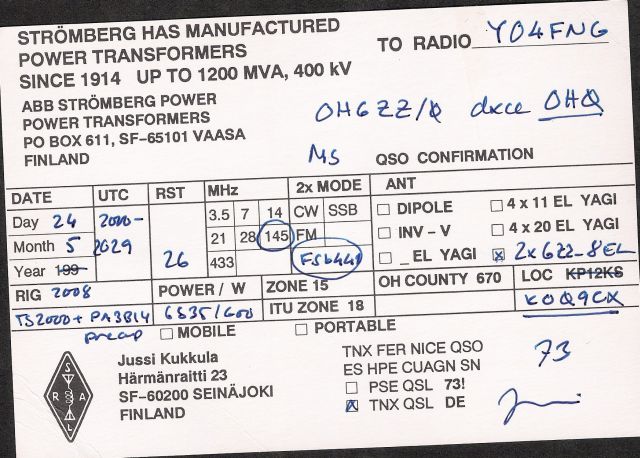 STRÖMBERG HAS MANUFACTURED
POWER TRANSFORMERS
SINCE 1914 UP TO 1200 MVA, 400 kV
TO RADIO YO4FNG
ABB STRÖMBERG POWER
POWER TRANSFORMERS
PO BOX 611, SF-65101 VAASA
FINLAND
OH6ZZ/Ø dxcc OHØ
MS QSO CONFIRMATION
DATE UTC RST MHz 2x MODE ANT
Day 24 2000-
Month 5 2029
Year 199-
2008
26
3.5 7 14 CW SSB
21 28 145 FM
433 FSK441
DIPOLE 4 x 11 EL YAGI
INV - V 4 x 20 EL YAGI
_ EL YAGI ☒ 2x6ZZ-8EL
RIG POWER / W ZONE 15 OH COUNTY 670 LOC KP12KS
TS2000 + PA3814 GS35/600 ITU ZONE 18 KOØ9CX
preamp MOBILE PORTABLE
SRAL
Jussi Kukkula
Härmänraitti 23
SF-60200 SEINÄJOKI
FINLAND
TNX FER NICE QSO
ES HPE CUAGN SN
PSE QSL 73!
☒ TNX QSL DE
73